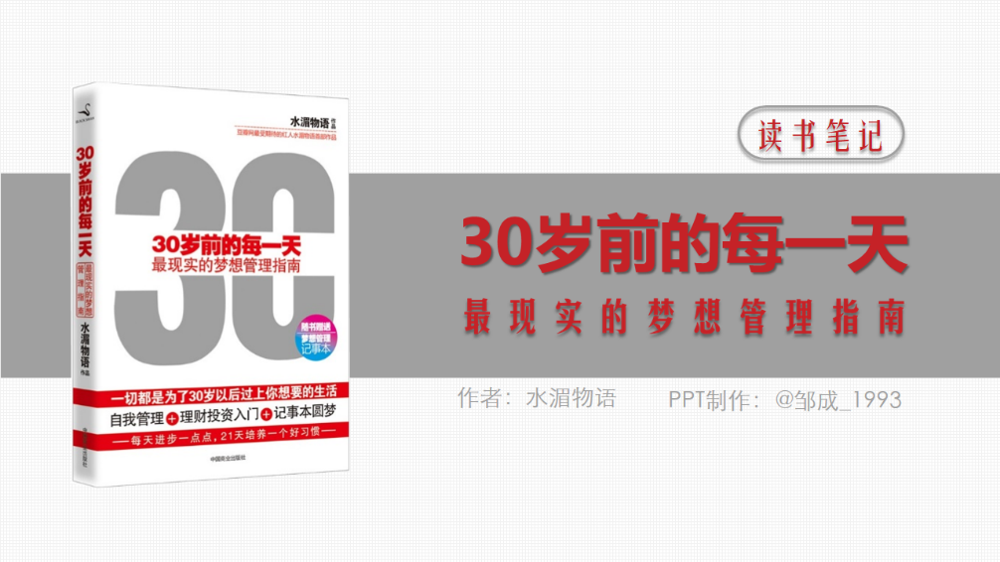 读书笔记
30岁前的每一天
最现实的梦想管理指南
作者：水湄物语
PPT制作：@邹成_1993
30岁前的每一天
最现实的梦想管理指南
水湄物语 作品
水湄物语 作品
30
30岁前的每一天
最现实的梦想管理指南
随书赠送
梦想管理
记事本
一切都是为了30岁以后过上你想要的生活
自我管理+理财投资入门+记事本圆梦
—每天进步一点点，21天培养一个好习惯—
中国商业出版社